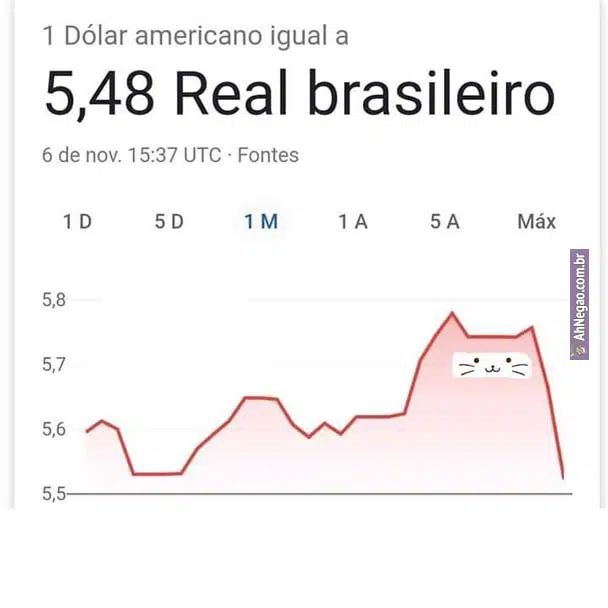 1 Dólar americano igual a
5,48 Real brasileiro
6 de nov. 15:37 UTC · Fontes
1 D 5 D 1 M 1 A 5 A Máx
5,8
5,7
5,6
5,5
AhNegao.com.br